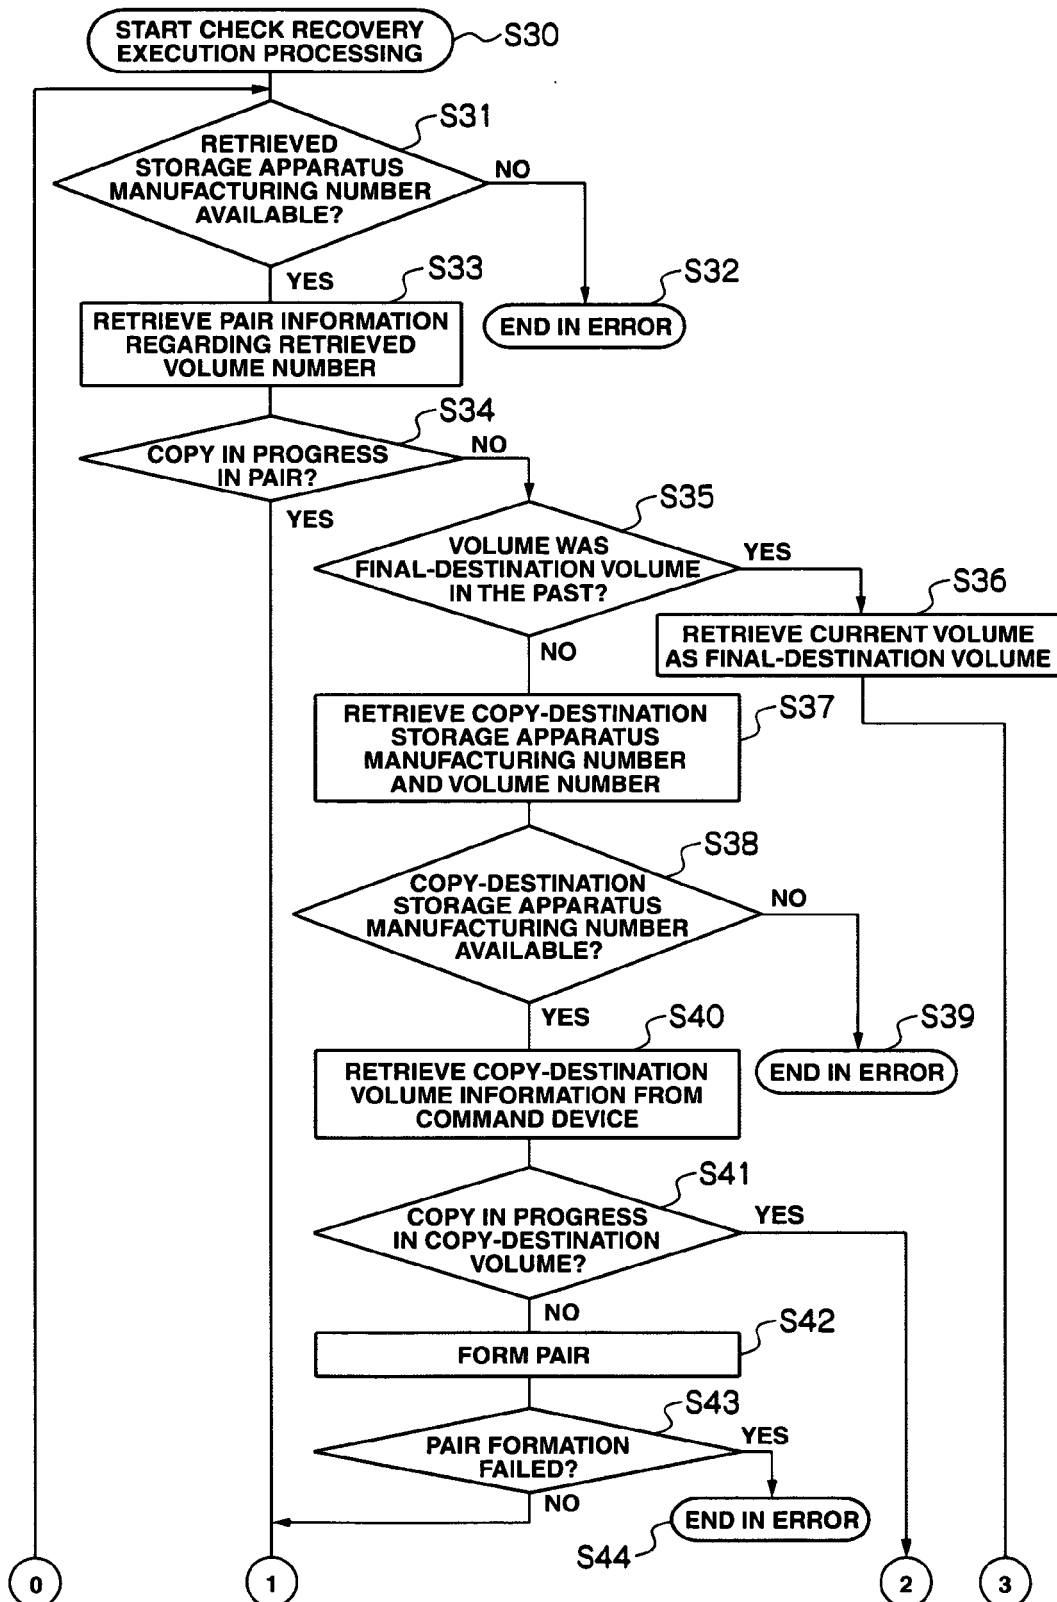 START CHECK RECOVERY
EXECUTION PROCESSING
S30
S31
RETRIEVED
STORAGE APPARATUS
MANUFACTURING NUMBER
AVAILABLE?
NO
YES
S33
S32
RETRIEVE PAIR INFORMATION
REGARDING RETRIEVED
VOLUME NUMBER
END IN ERROR
S34
COPY IN PROGRESS
IN PAIR?
NO
YES
S35
VOLUME WAS
FINAL-DESTINATION VOLUME
IN THE PAST?
YES
NO
S36
RETRIEVE CURRENT VOLUME
AS FINAL-DESTINATION VOLUME
S37
RETRIEVE COPY-DESTINATION
STORAGE APPARATUS
MANUFACTURING NUMBER
AND VOLUME NUMBER
S38
COPY-DESTINATION
STORAGE APPARATUS
MANUFACTURING NUMBER
AVAILABLE?
NO
YES
S40
S39
RETRIEVE COPY-DESTINATION
VOLUME INFORMATION FROM
COMMAND DEVICE
END IN ERROR
S41
COPY IN PROGRESS
IN COPY-DESTINATION
VOLUME?
YES
NO
S42
FORM PAIR
S43
PAIR FORMATION
FAILED?
YES
NO
END IN ERROR
S44
0
1
2
3